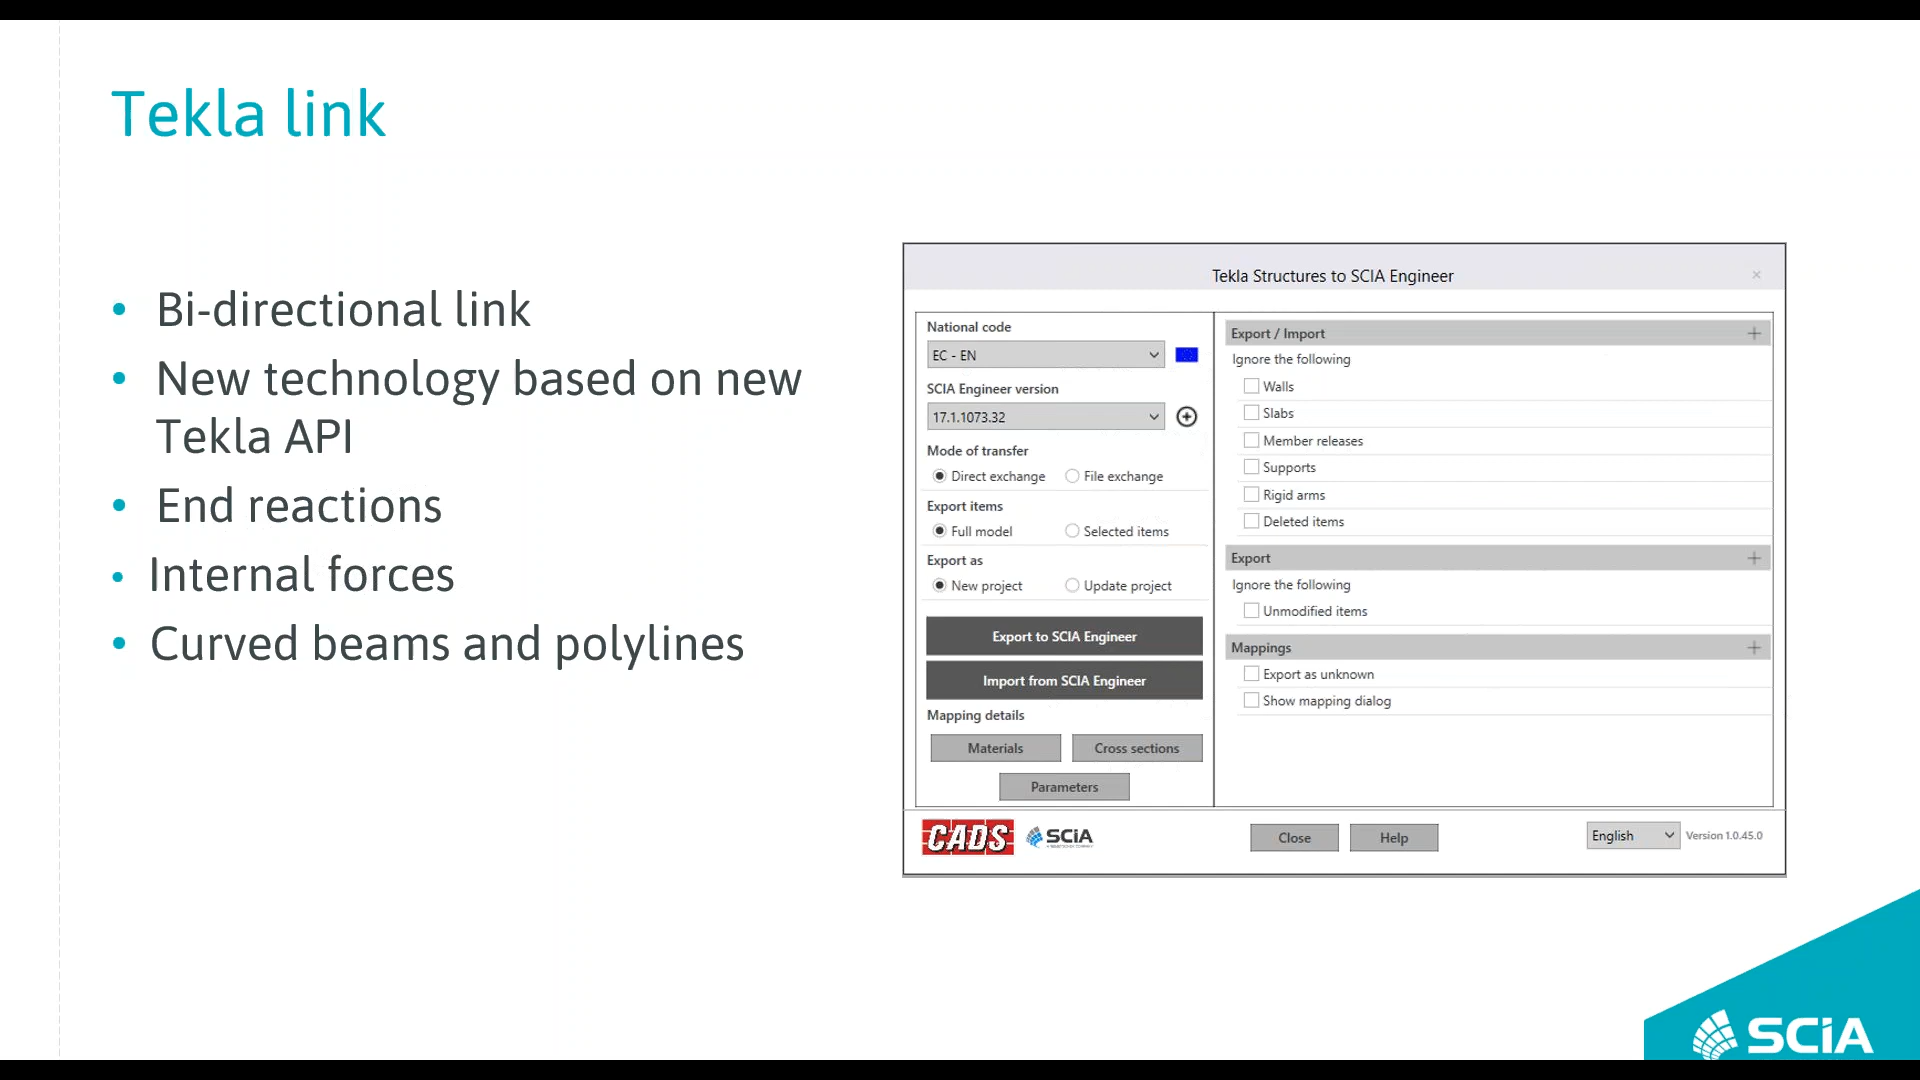 Tekla link
• Bi-directional link
• New technology based on new
Tekla API
• End reactions
• Internal forces
• Curved beams and polylines
Tekla Structures to SCIA Engineer
National code
EC - EN
SCIA Engineer version
17.1.1073.32
Mode of transfer
Direct exchange File exchange
Export items
Full model Selected items
Export as
New project Update project
Export to SCIA Engineer
Import from SCIA Engineer
Mapping details
Materials Cross sections
Parameters
Export / Import
Ignore the following
Walls
Slabs
Member releases
Supports
Rigid arms
Deleted items
Export
Ignore the following
Unmodified items
Mappings
Export as unknown
Show mapping dialog
CADS SCiA
Close Help English Version 1.0.45.0
SCiA